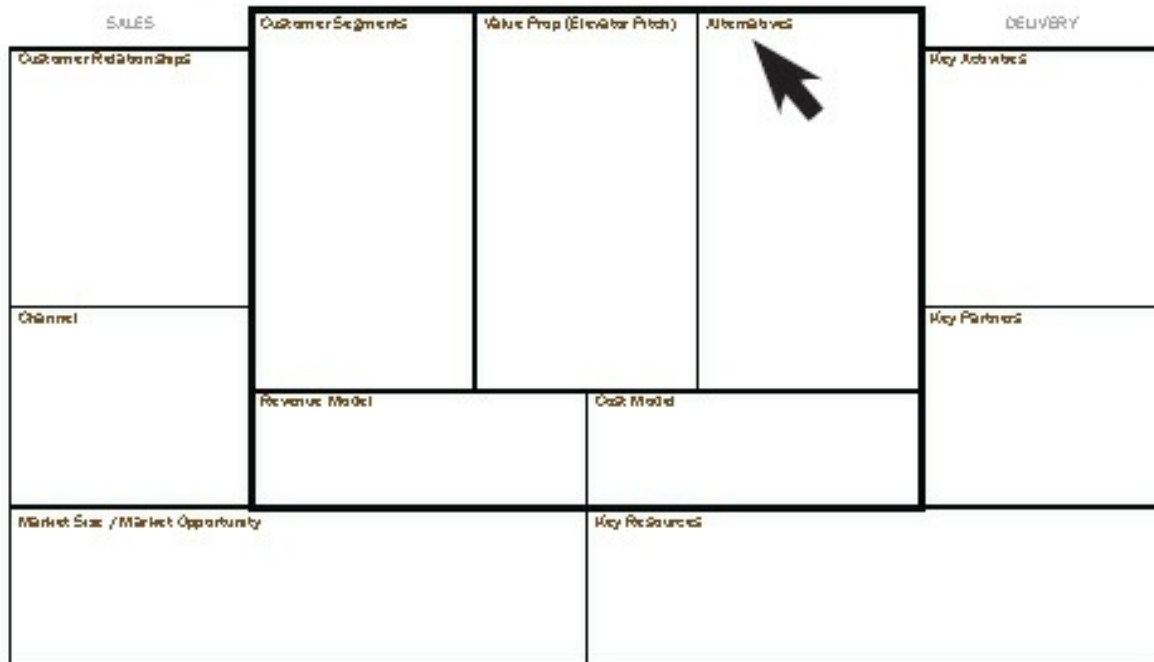 SALES
Customer Segments
Value Prop (Elevator Pitch)
Alternatives
DELIVERY
Customer Relationships
Key Activities
Channel
Key Partners
Revenue Model
Cost Model
Market Size / Market Opportunity
Key Resources